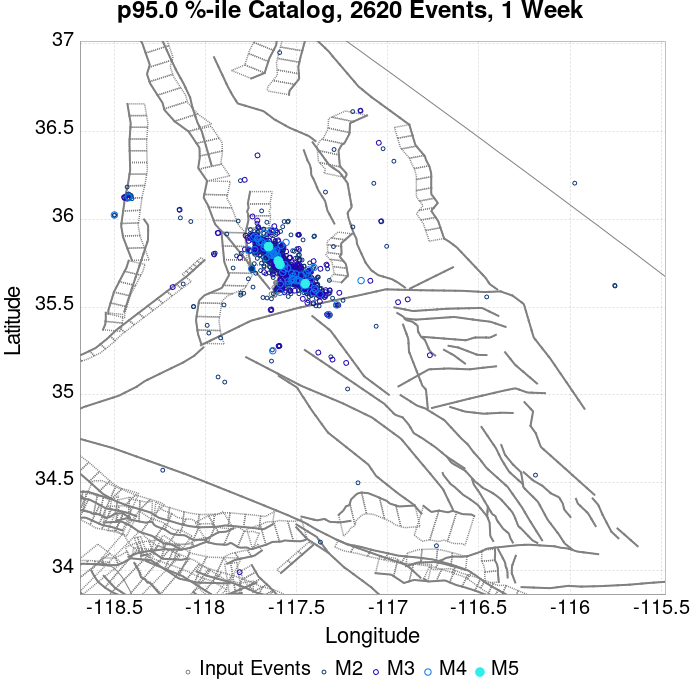 p95.0 %-ile Catalog, 2620 Events, 1 Week
37
36.5
36
35.5
35
34.5
34
Latitude
-118.5 -118 -117.5 -117 -116.5 -116 -115.5
Longitude
Input Events M2 M3 M4 M5